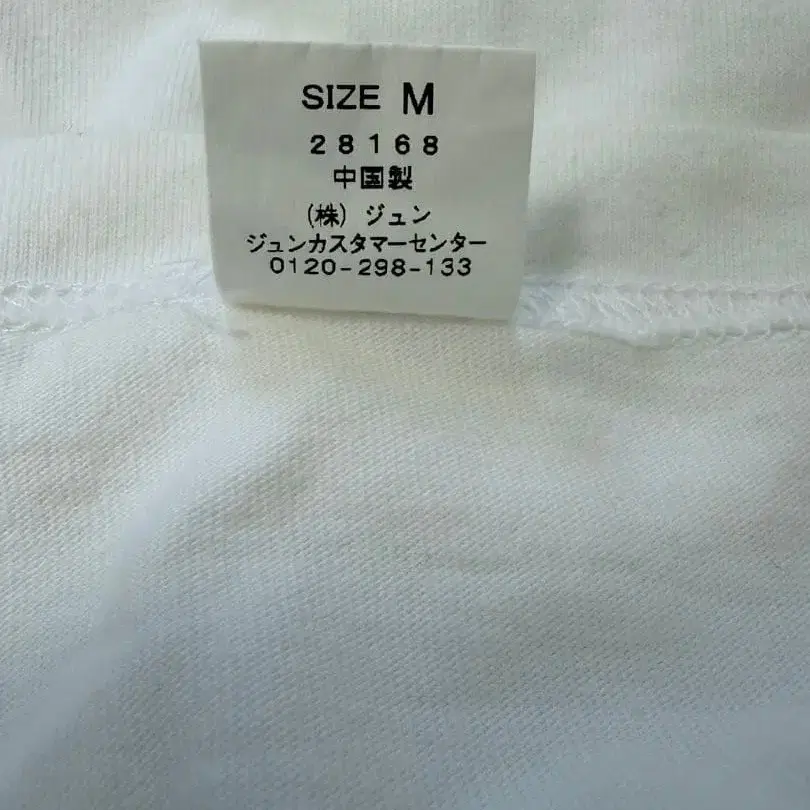 SIZE M
28168
中国製
(株) ジュン
ジュンカスタマーセンター
0120-298-133